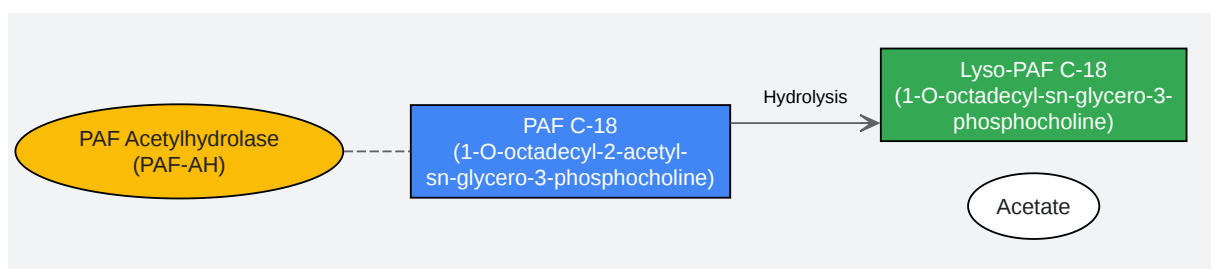 PAF Acetylhydrolase
(PAF-AH)
PAF C-18
(1-O-octadecyl-2-acetyl-
sn-glycero-3-phosphocholine)
Hydrolysis
Lyso-PAF C-18
(1-O-octadecyl-sn-glycero-3-
phosphocholine)
Acetate